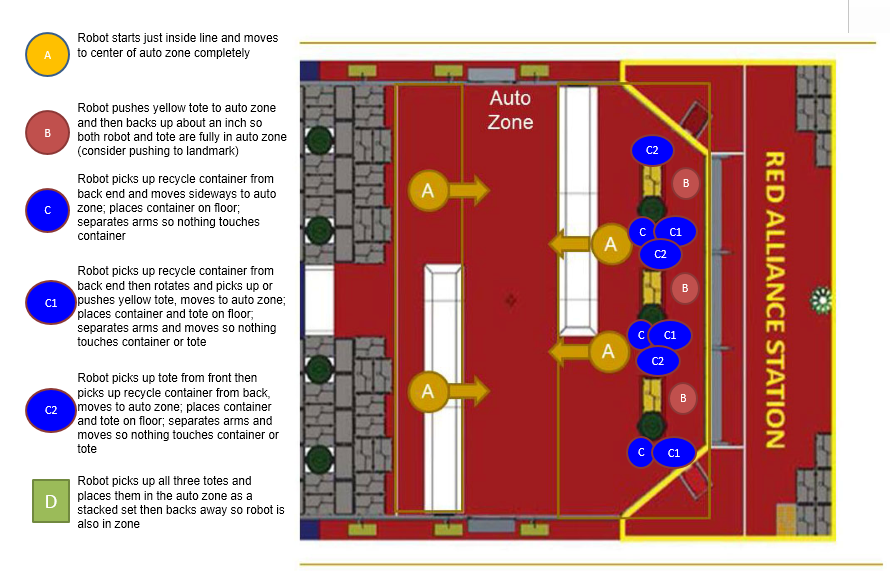 A
Robot starts just inside line and moves
to center of auto zone completely
B
Robot pushes yellow tote to auto zone
and then backs up about an inch so
both robot and tote are fully in auto zone
(consider pushing to landmark)
C
Robot picks up recycle container from
back end and moves sideways to auto
zone; places container on floor;
separates arms so nothing touches
container
C1
Robot picks up recycle container from
back end then rotates and picks up or
pushes yellow tote, moves to auto zone;
places container and tote on floor;
separates arms and moves so nothing
touches container or tote
C2
Robot picks up tote from front then
picks up recycle container from back,
moves to auto zone; places container
and tote on floor; separates arms and
moves so nothing touches container or
tote
D
Robot picks up all three totes and
places them in the auto zone as a
stacked set then backs away so robot is
also in zone
Auto
Zone
A
A
A
A
C2
B
C C1
C2
B
C C1
C2
B
C C1
RED ALLIANCE STATION